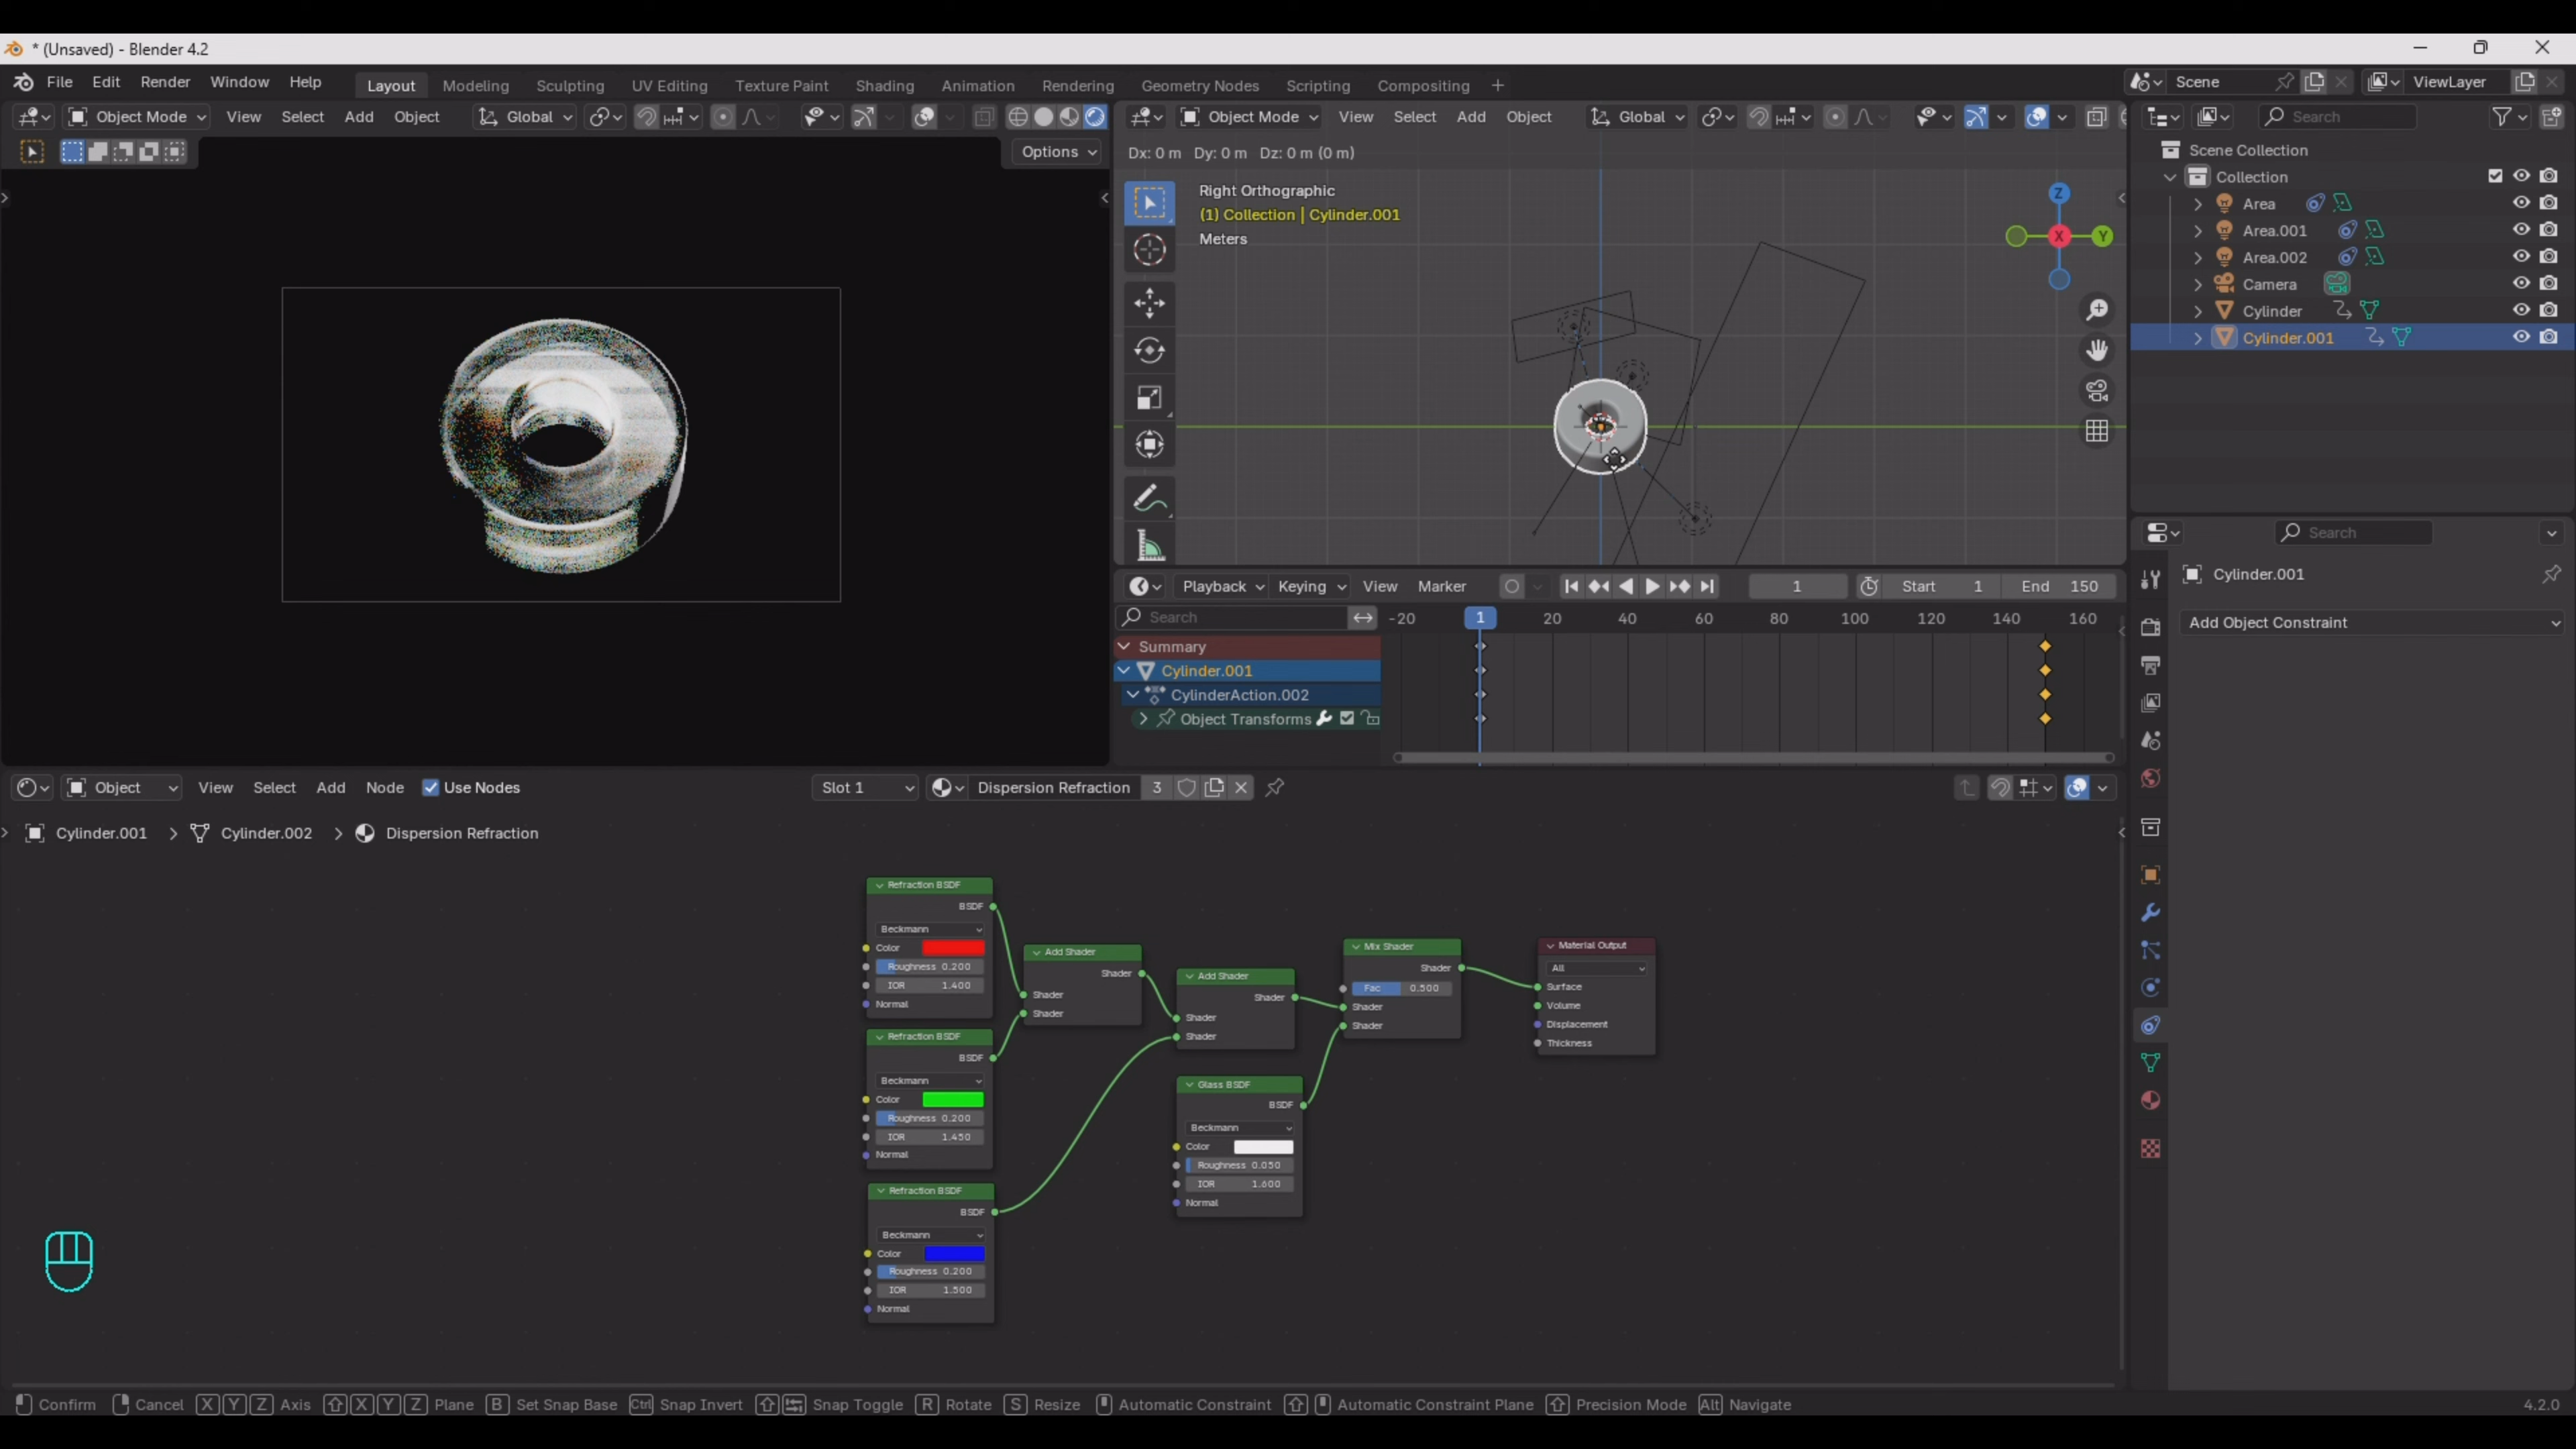 * (Unsaved) - Blender 4.2
File Edit Render Window Help Layout Modeling Sculpting UV Editing Texture Paint Shading Animation Rendering Geometry Nodes Scripting Compositing + Scene ViewLayer
Object Mode View Select Add Object Global
Object Mode View Select Add Object Global
Search
Options
Dx: 0 m Dy: 0 m Dz: 0 m (0 m)
Right Orthographic
(1) Collection | Cylinder.001
Meters
Z
X
Y
Scene Collection
Collection
Area
Area.001
Area.002
Camera
Cylinder
Cylinder.001
Search
Cylinder.001
Add Object Constraint
Playback Keying View Marker 1 Start 1 End 150
Search
-20 1 20 40 60 80 100 120 140 160
Summary
Cylinder.001
CylinderAction.002
Object Transforms
Object View Select Add Node Use Nodes Slot 1 Dispersion Refraction 3
Cylinder.001 > Cylinder.002 > Dispersion Refraction
Refraction BSDF
BSDF
Beckmann
Color
Roughness 0.200
IOR 1.400
Normal
Refraction BSDF
BSDF
Beckmann
Color
Roughness 0.200
IOR 1.450
Normal
Refraction BSDF
BSDF
Beckmann
Color
Roughness 0.200
IOR 1.500
Normal
Add Shader
Shader
Shader
Shader
Add Shader
Shader
Shader
Shader
Glass BSDF
BSDF
Beckmann
Color
Roughness 0.050
IOR 1.600
Normal
Mix Shader
Shader
Fac 0.500
Shader
Shader
Material Output
All
Surface
Volume
Displacement
Thickness
Confirm Cancel X Y Z Axis X Y Z Plane B Set Snap Base Ctrl Snap Invert Snap Toggle R Rotate S Resize Automatic Constraint Automatic Constraint Plane Precision Mode Alt Navigate 4.2.0